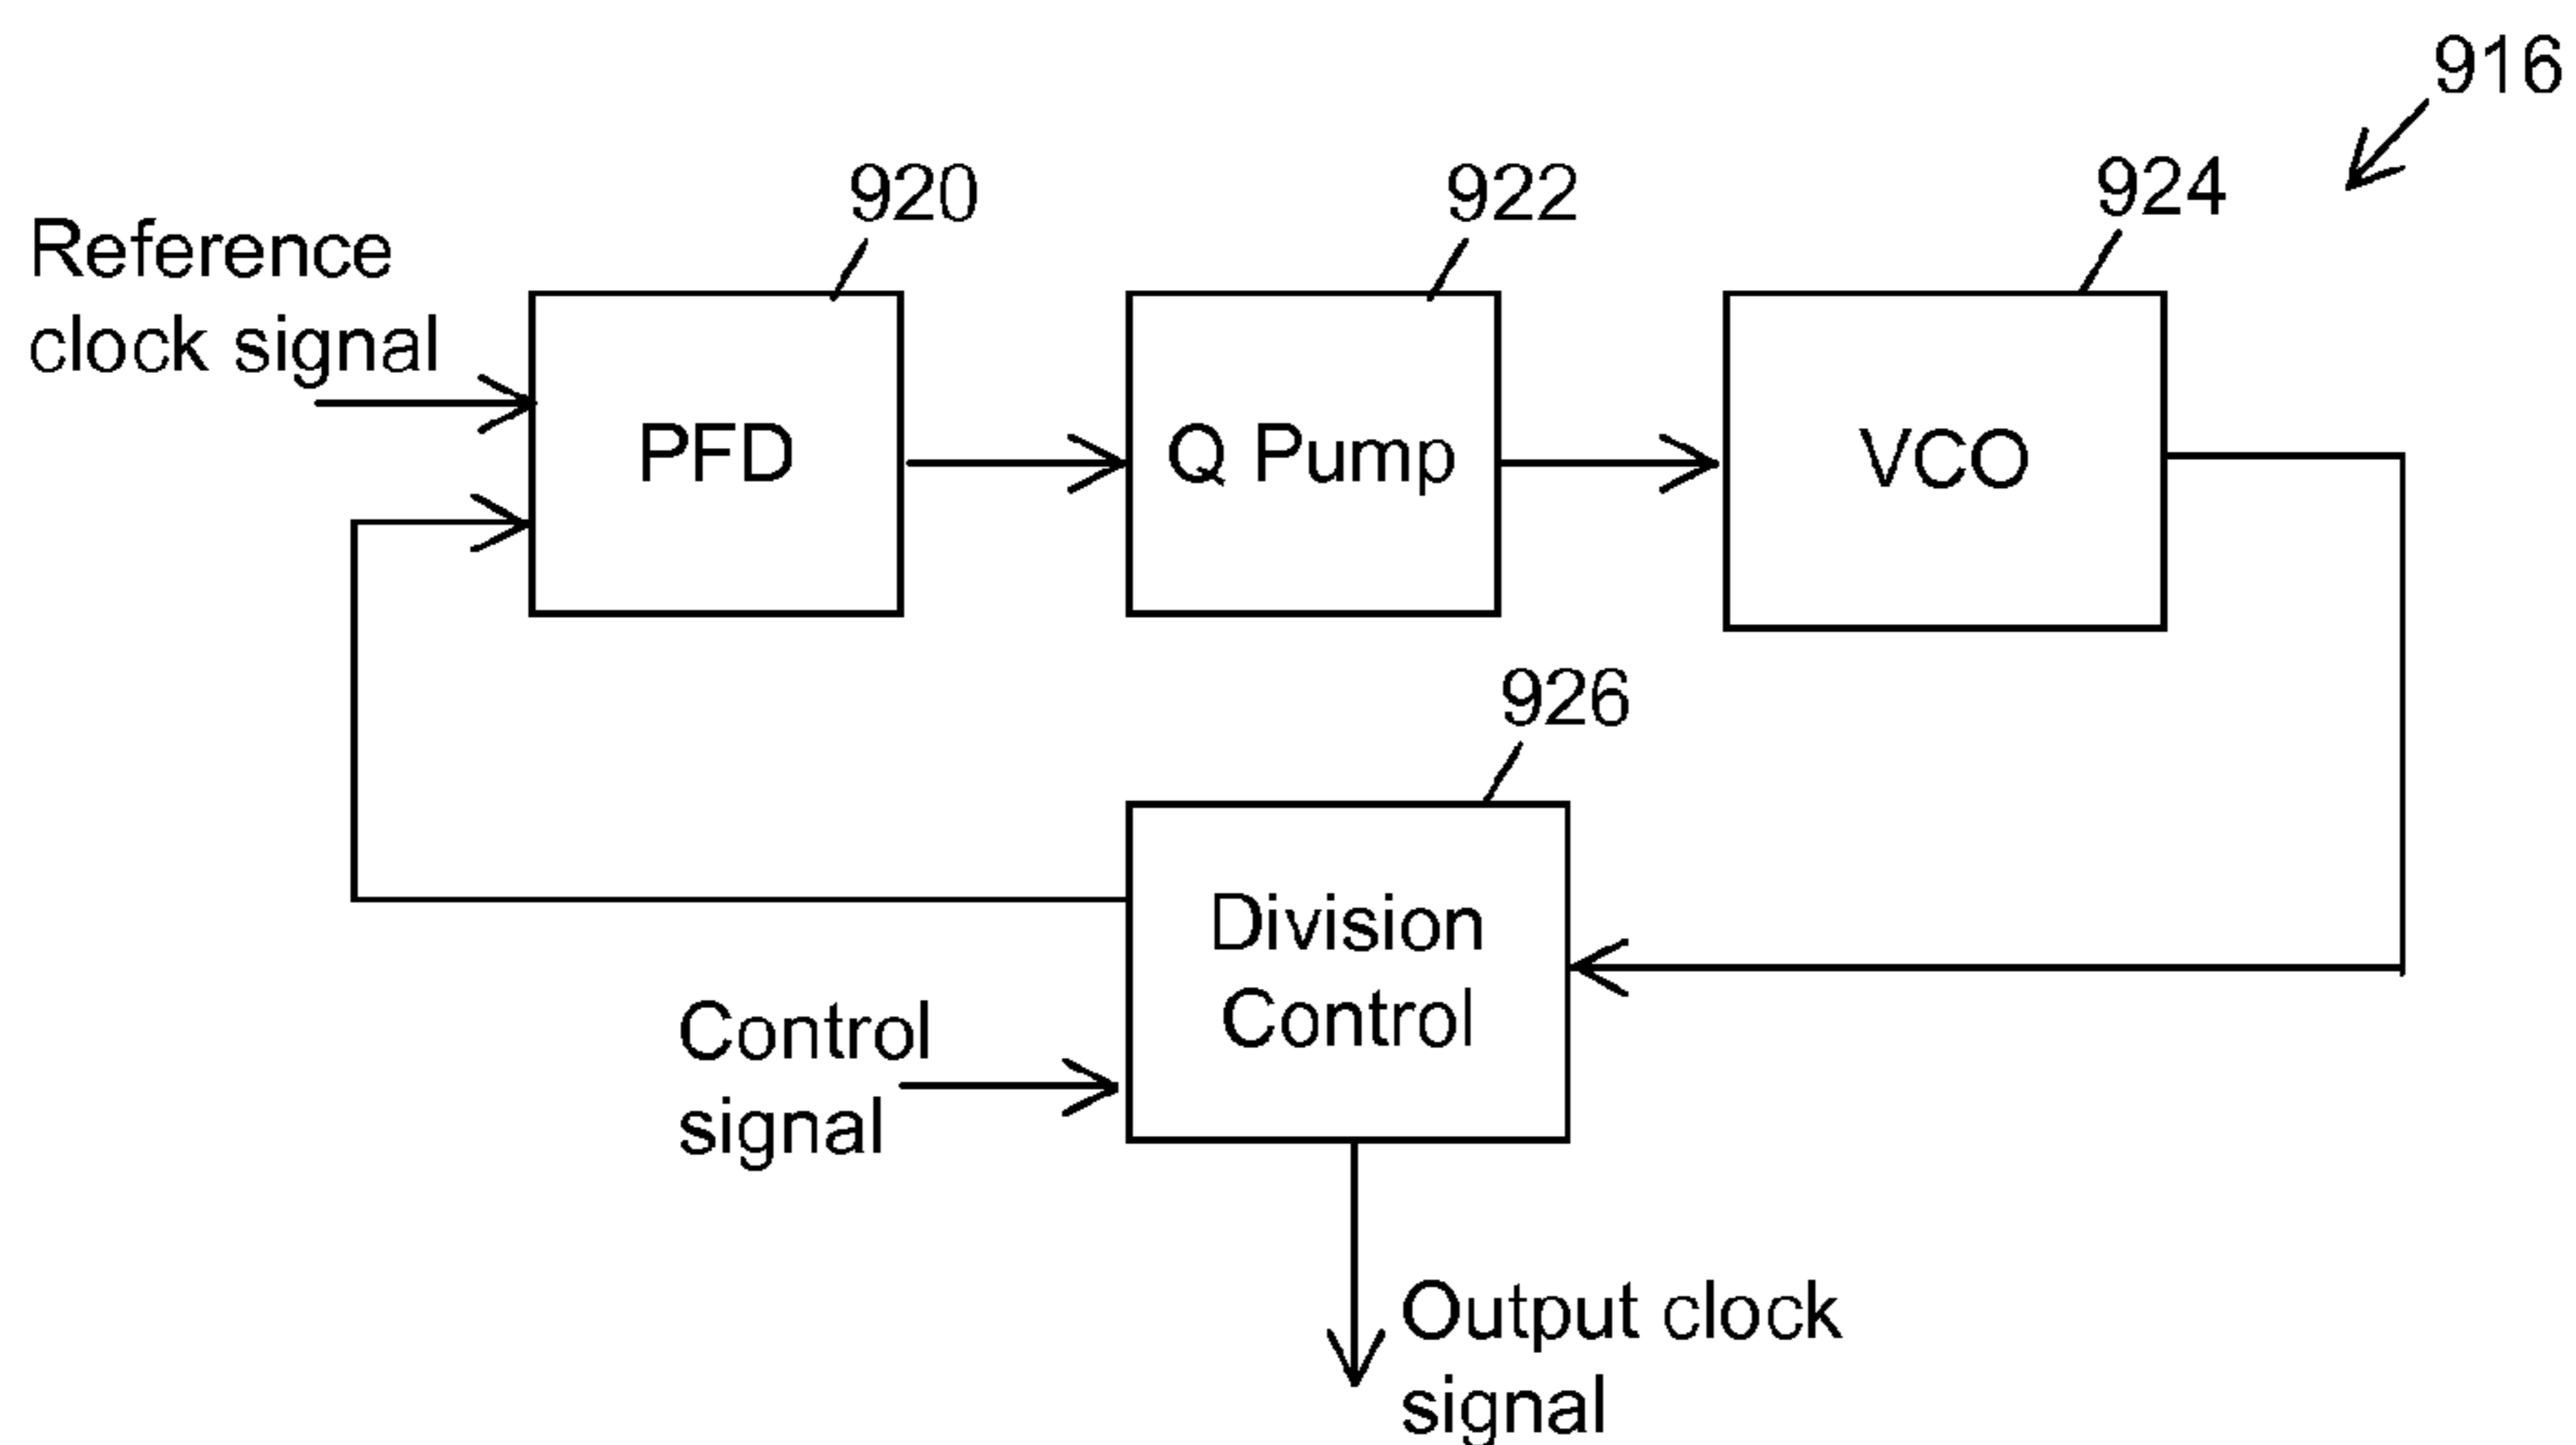 916
920
922
924
Reference
clock signal
PFD
Q Pump
VCO
926
Division
Control
Control
signal
Output clock
signal